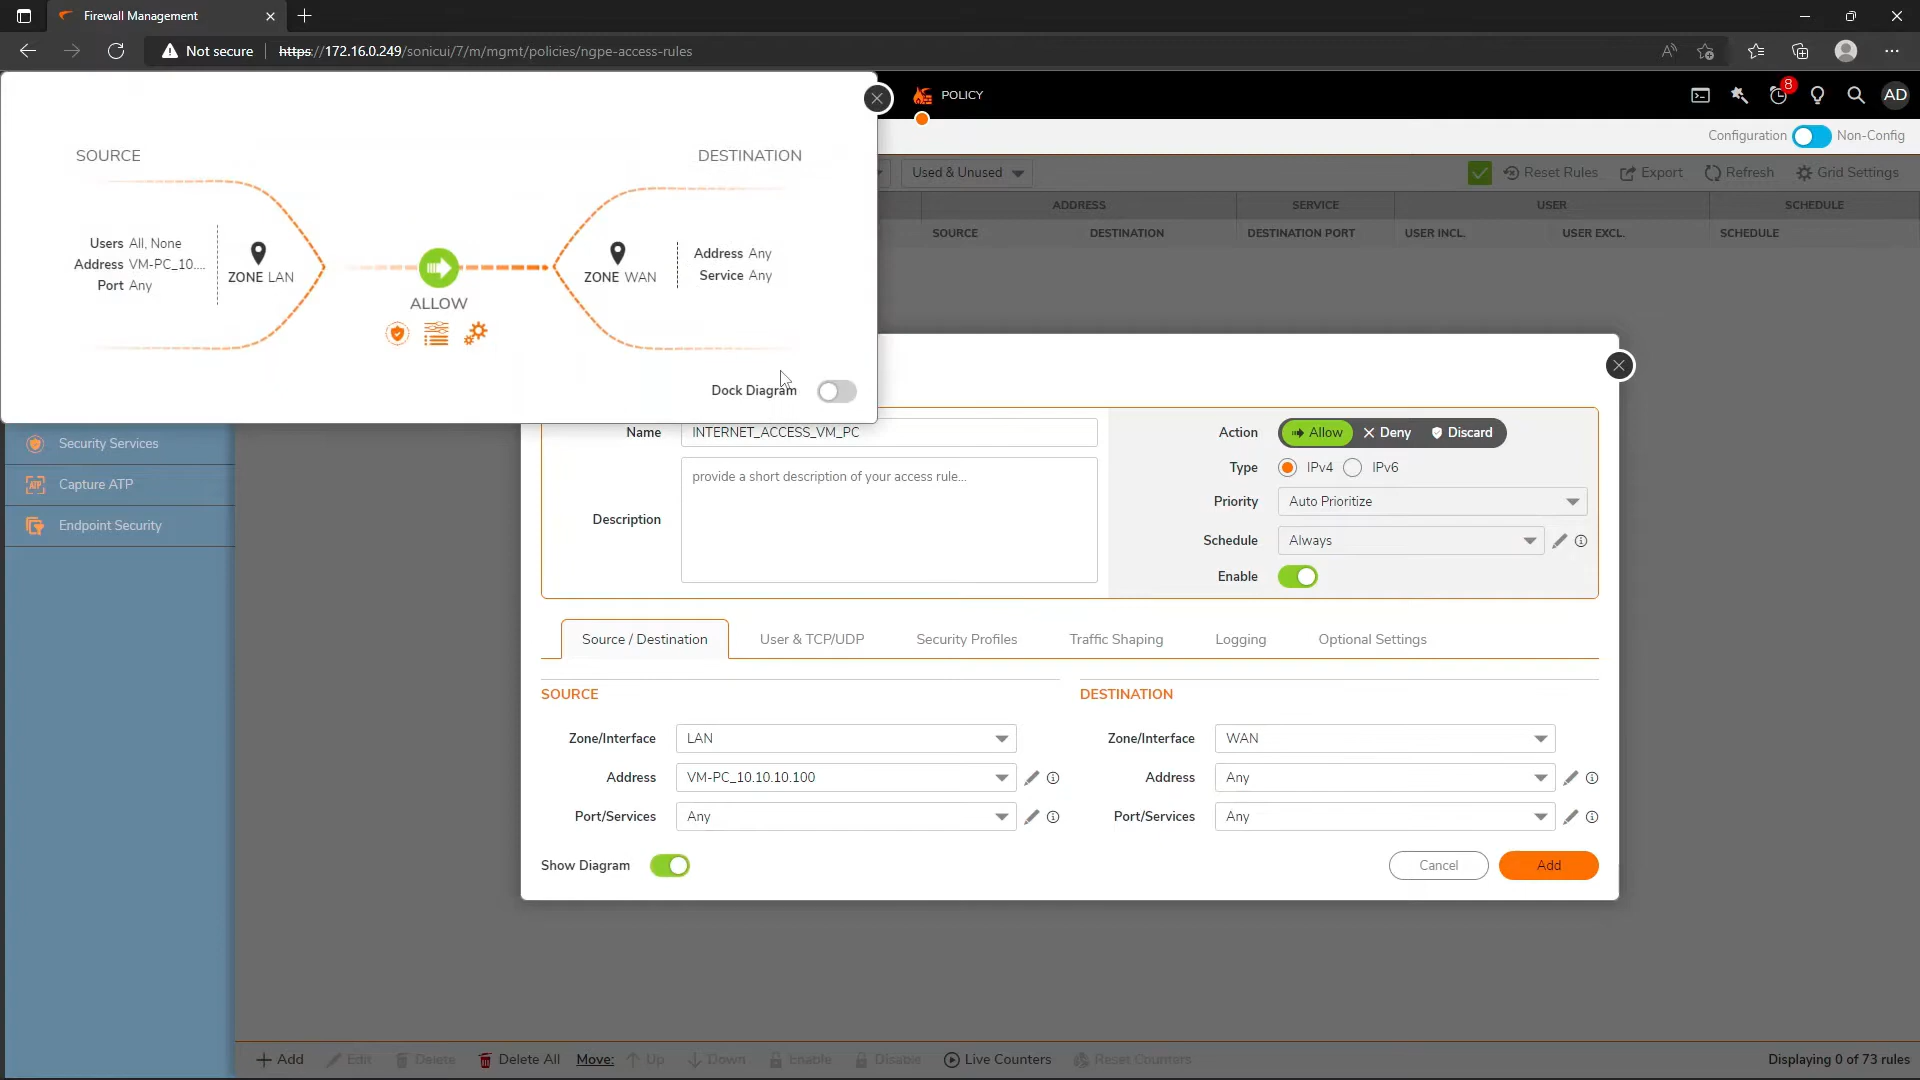 Firewall Management
Not secure
https://172.16.0.249/sonicui/7/m/mgmt/policies/ngpe-access-rules
POLICY
8
AD
Configuration
Non-Config
Used & Unused
Reset Rules
Export
Refresh
Grid Settings
ADDRESS
SERVICE
USER
SCHEDULE
SOURCE
DESTINATION
DESTINATION PORT
USER INCL.
USER EXCL.
SCHEDULE
SOURCE
DESTINATION
Users All, None
Address VM-PC_10....
Port Any
ZONE LAN
ALLOW
ZONE WAN
Address Any
Service Any
Dock Diagram
Security Services
ATP
Capture ATP
Endpoint Security
Name INTERNET_ACCESS_VM_PC
Description provide a short description of your access rule...
Action Allow Deny Discard
Type IPv4 IPv6
Priority Auto Prioritize
Schedule Always
Enable
Source / Destination
User & TCP/UDP
Security Profiles
Traffic Shaping
Logging
Optional Settings
SOURCE
Zone/Interface LAN
Address VM-PC_10.10.10.100
Port/Services Any
DESTINATION
Zone/Interface WAN
Address Any
Port/Services Any
Show Diagram
Cancel
Add
Add
Edit
Delete
Delete All
Move:
Up
Down
Enable
Disable
Live Counters
Reset Counters
Displaying 0 of 73 rules